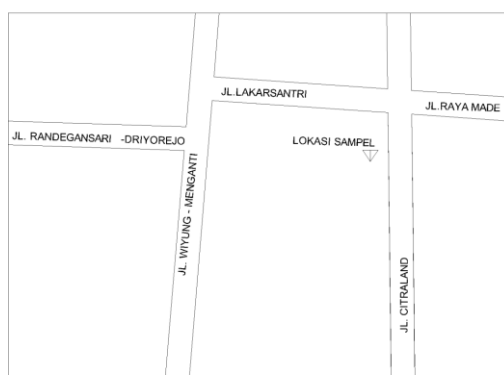 JL.LAKARSANTRI
JL.RAYA MADE
JL. RANDEGANSARI -DRIYOREJO
LOKASI SAMPEL
JL. WIYUNG - MENGANTI
JL. CITRALAND